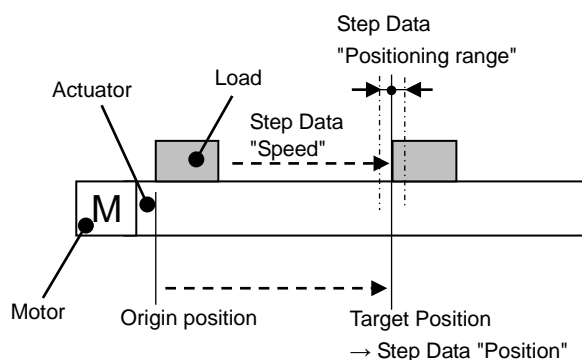 Step Data
"Positioning range"
Actuator
Load
Step Data
"Speed"
M
Motor
Origin position
Target Position
→ Step Data "Position"